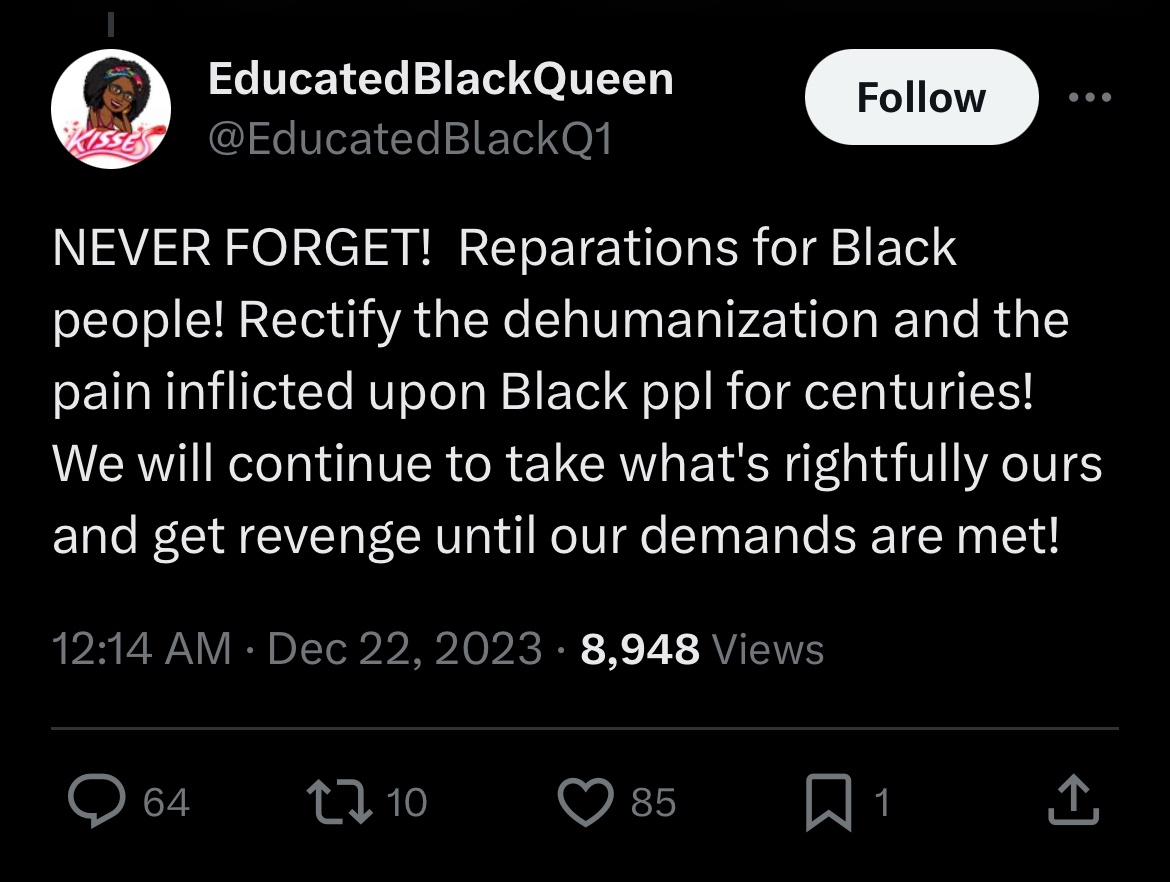 EducatedBlackQueen
@EducatedBlackQ1
Follow
KISSES
NEVER FORGET!  Reparations for Black
people! Rectify the dehumanization and the
pain inflicted upon Black ppl for centuries!
We will continue to take what's rightfully ours
and get revenge until our demands are met!
12:14 AM · Dec 22, 2023 · 8,948 Views
64 10 85 1